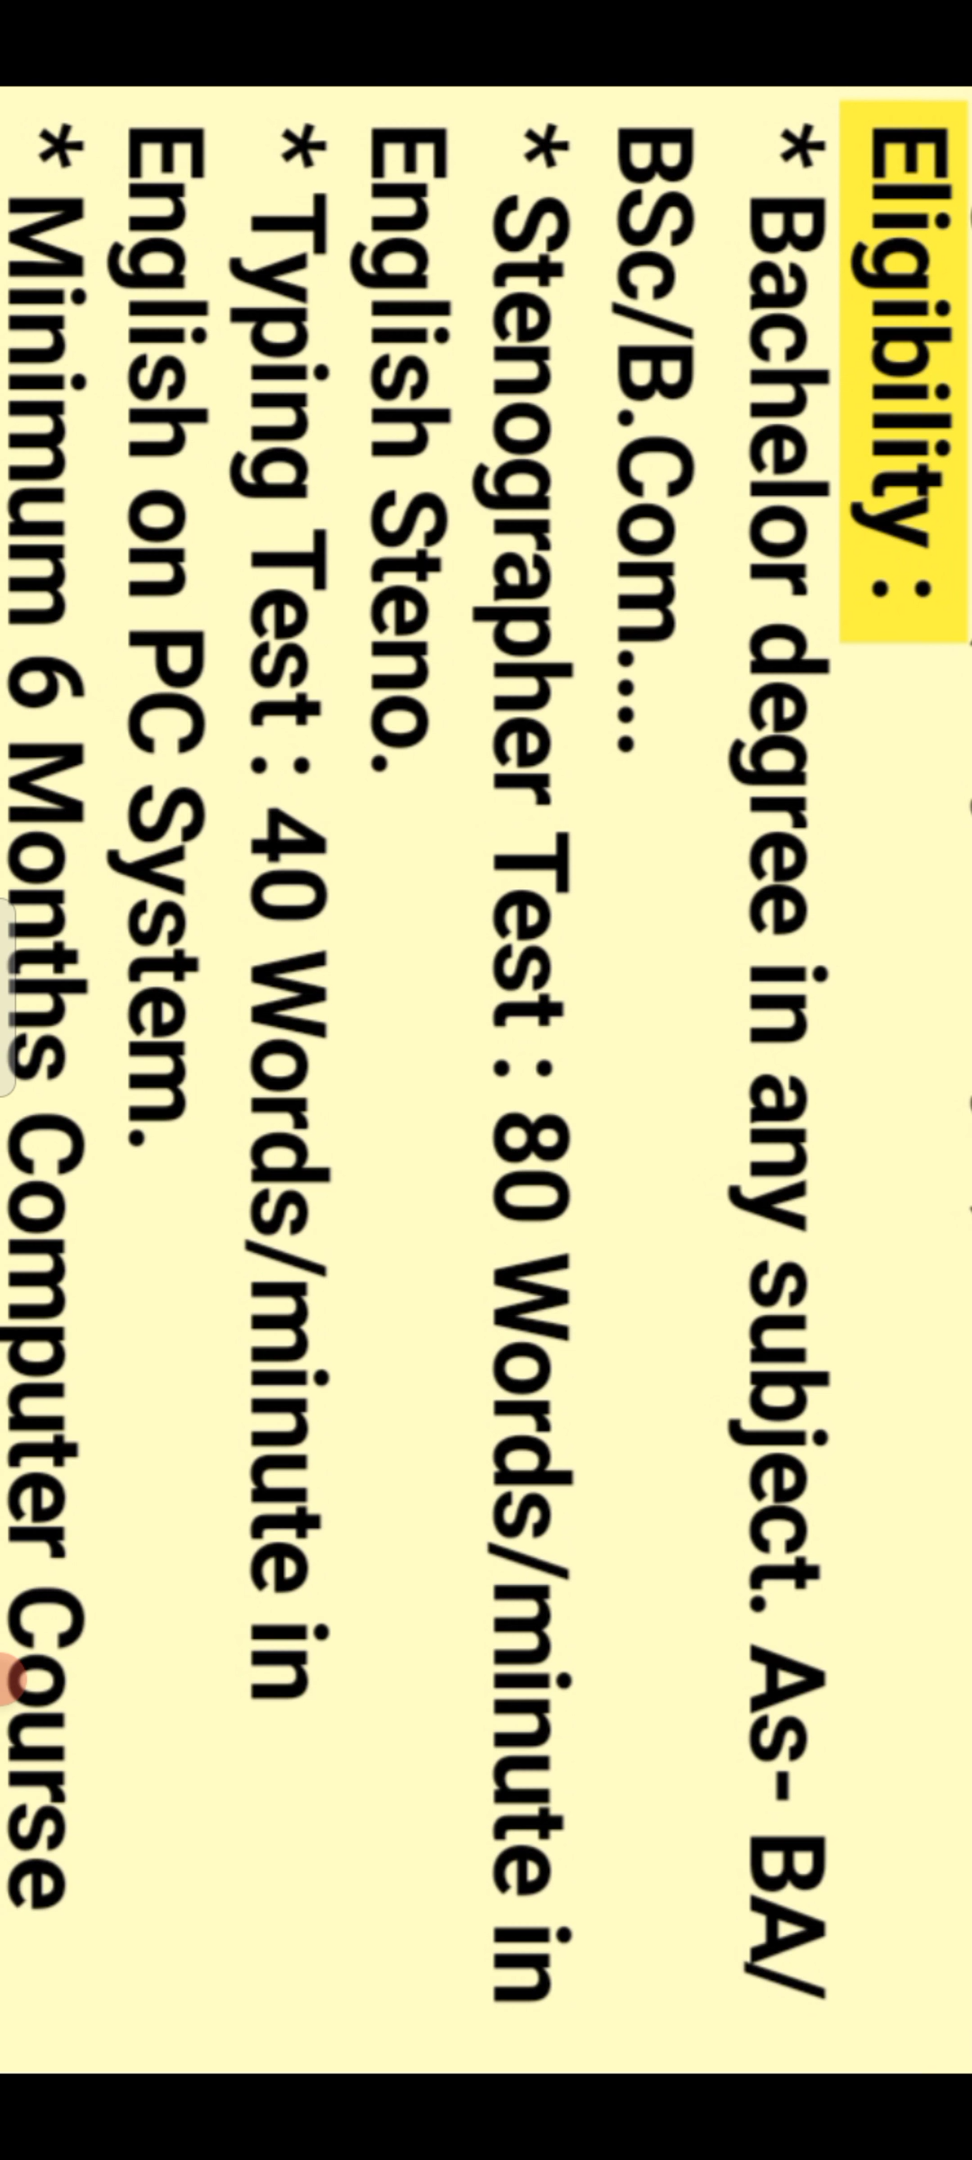 Eligibility :
* Bachelor degree in any subject. As- BA/
BSc/B.Com....
* Stenographer Test : 80 Words/minute in
English Steno.
* Typing Test : 40 Words/minute in
English on PC System.
* Minimum 6 Months Computer Course